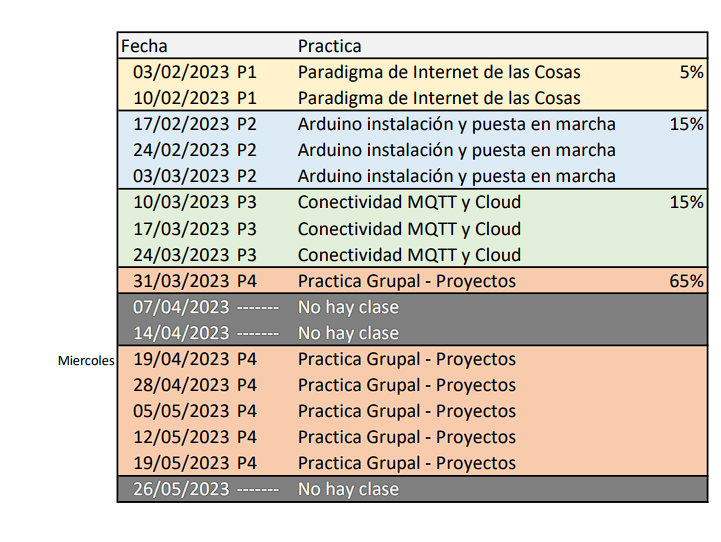 Fecha Practica
03/02/2023 P1 Paradigma de Internet de las Cosas 5%
10/02/2023 P1 Paradigma de Internet de las Cosas
17/02/2023 P2 Arduino instalación y puesta en marcha 15%
24/02/2023 P2 Arduino instalación y puesta en marcha
03/03/2023 P2 Arduino instalación y puesta en marcha
10/03/2023 P3 Conectividad MQTT y Cloud 15%
17/03/2023 P3 Conectividad MQTT y Cloud
24/03/2023 P3 Conectividad MQTT y Cloud
31/03/2023 P4 Practica Grupal - Proyectos 65%
07/04/2023 ------- No hay clase
14/04/2023 ------- No hay clase
Miercoles 19/04/2023 P4 Practica Grupal - Proyectos
28/04/2023 P4 Practica Grupal - Proyectos
05/05/2023 P4 Practica Grupal - Proyectos
12/05/2023 P4 Practica Grupal - Proyectos
19/05/2023 P4 Practica Grupal - Proyectos
26/05/2023 ------- No hay clase